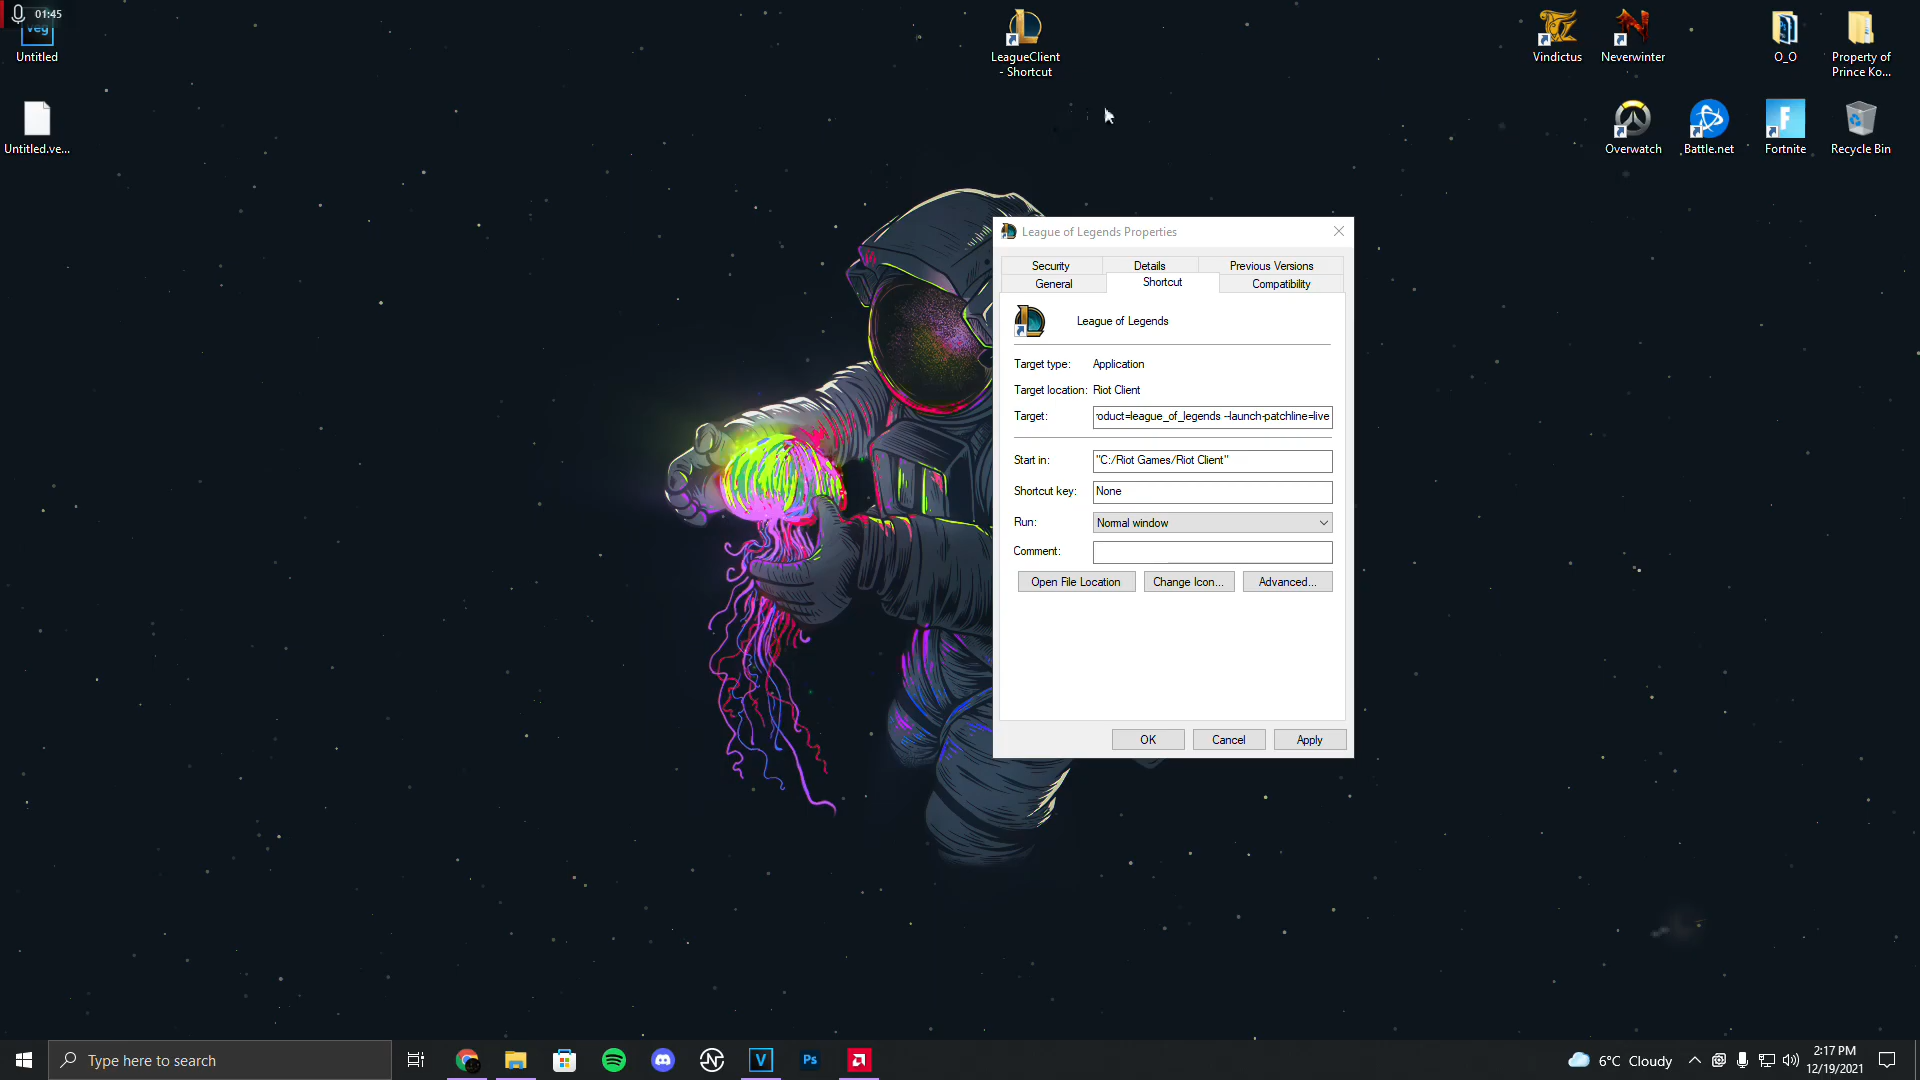 01:45
veg
Untitled
Untitled.ve...
LeagueClient
- Shortcut
Vindictus
Neverwinter
O_O
Property of
Prince Ko...
Overwatch
Battle.net
Fortnite
Recycle Bin
League of Legends Properties
Security
Details
Previous Versions
General
Shortcut
Compatibility
League of Legends
Target type: Application
Target location: Riot Client
Target: roduct=league_of_legends --launch-patchline=live
Start in: "C:/Riot Games/Riot Client"
Shortcut key: None
Run: Normal window
Comment:
Open File Location
Change Icon...
Advanced...
OK
Cancel
Apply
Type here to search
V
Ps
6°C Cloudy
2:17 PM
12/19/2021